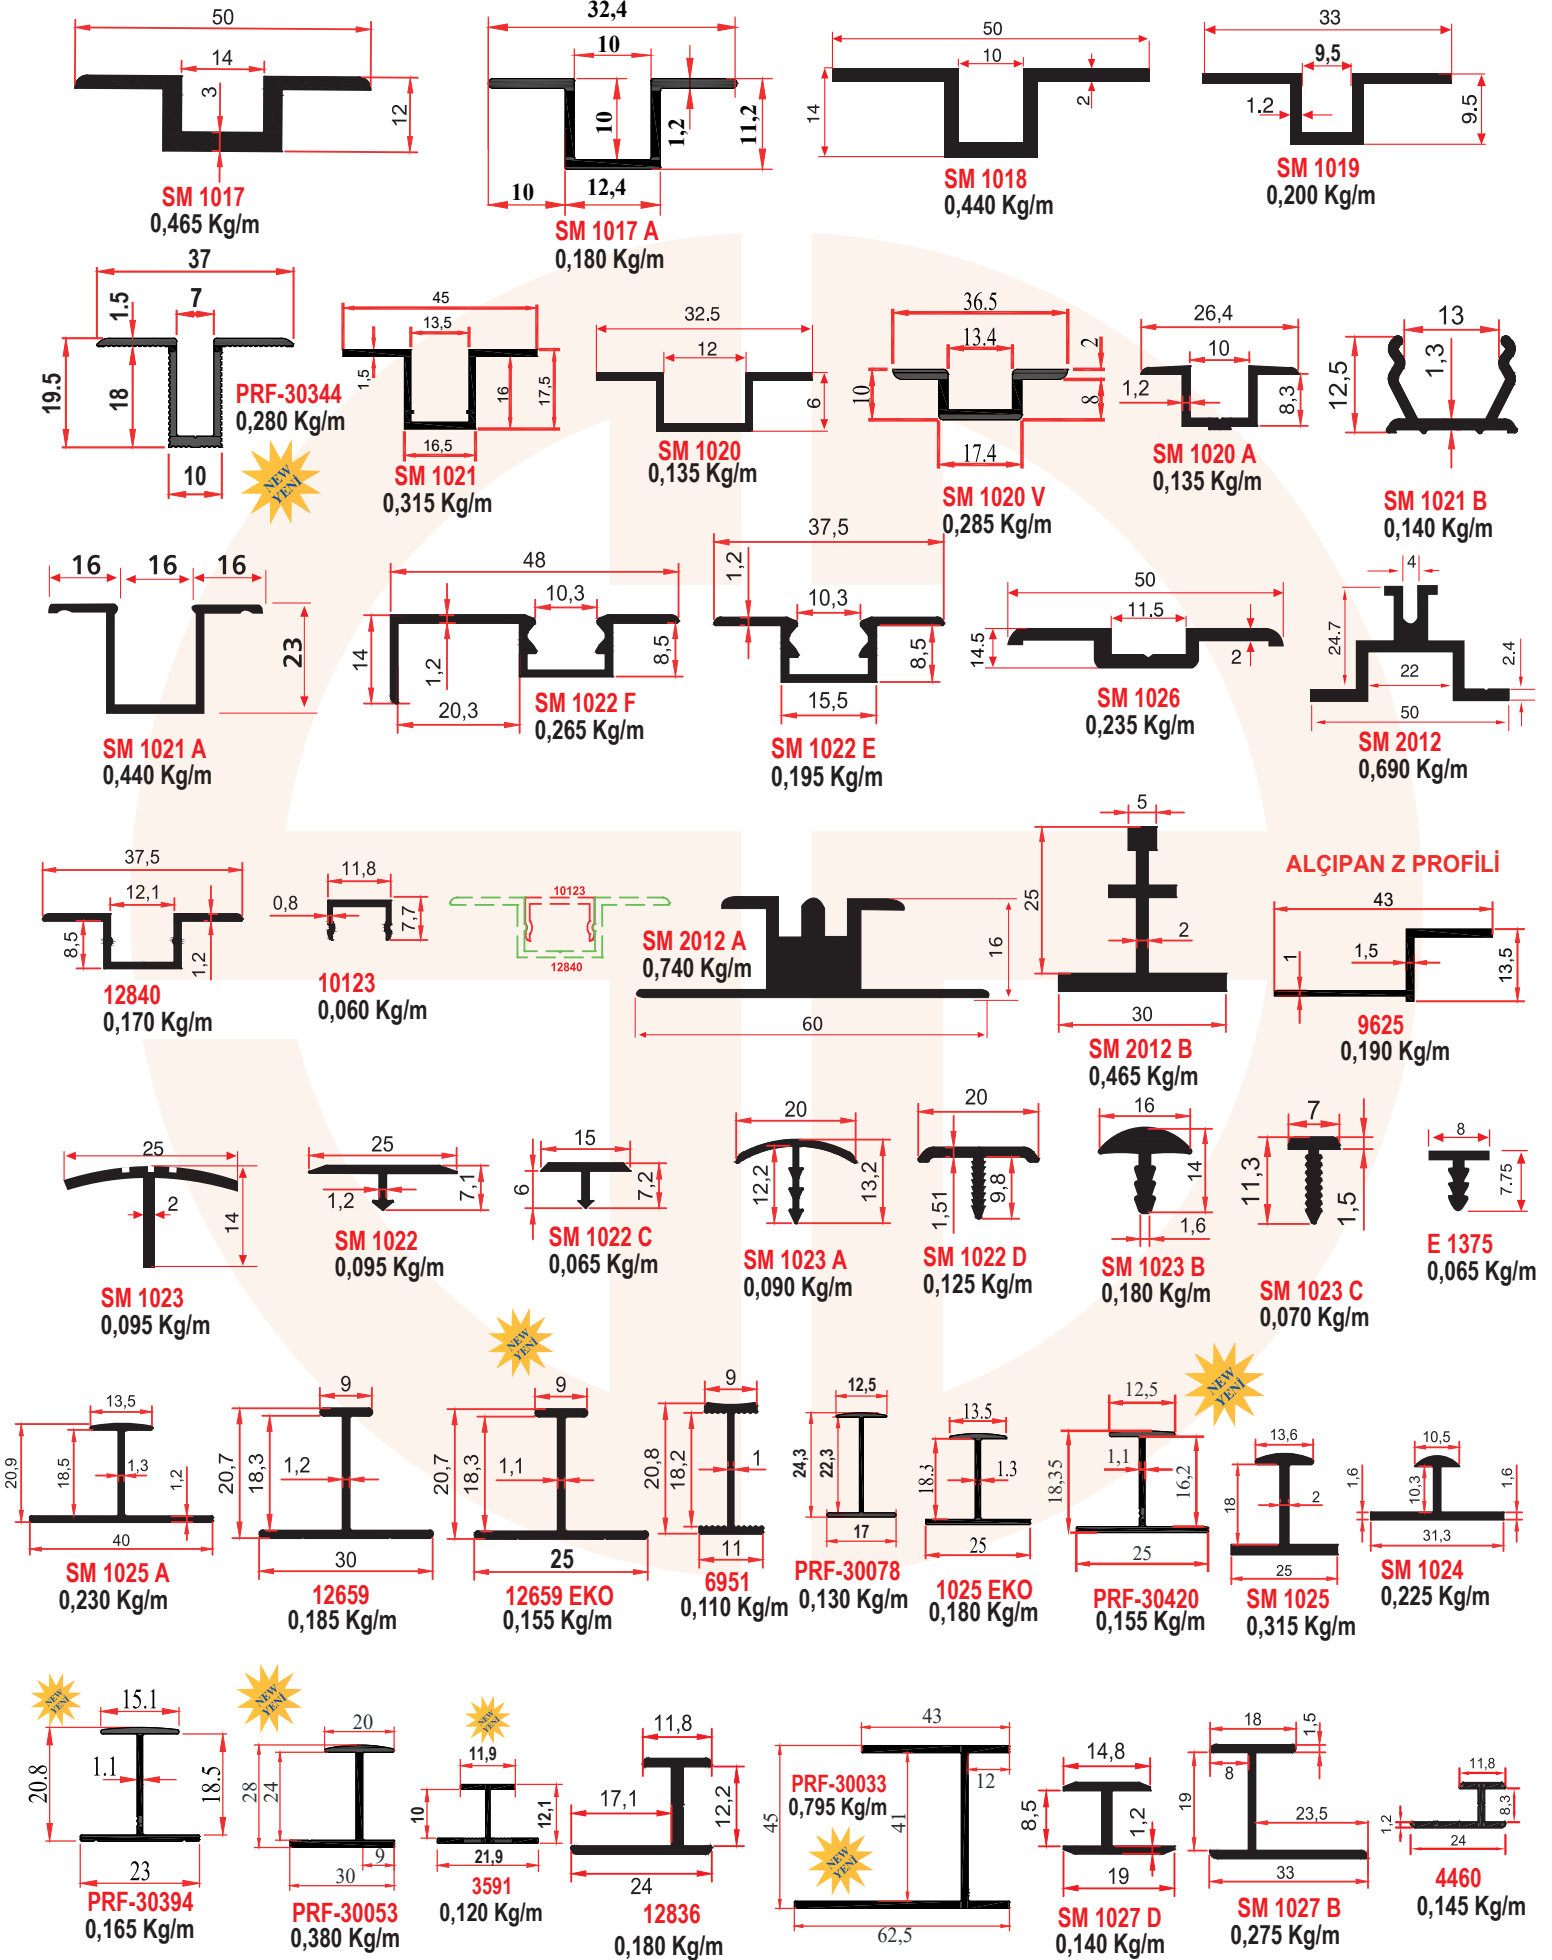 50
14
3
12
SM 1017
0,465 Kg/m
32,4
10
10
1,2
11,2
10
12,4
SM 1017 A
0,180 Kg/m
50
10
14
2
SM 1018
0,440 Kg/m
33
9,5
1.2
9.5
SM 1019
0,200 Kg/m
37
7
1.5
19.5
18
10
PRF-30344
0,280 Kg/m
NEW
YENİ
45
13,5
1,5
16
17,5
16,5
SM 1021
0,315 Kg/m
32.5
12
6
SM 1020
0,135 Kg/m
36.5
13.4
2
10
8
17.4
SM 1020 V
0,285 Kg/m
26,4
10
1,2
8,3
SM 1020 A
0,135 Kg/m
13
12,5
1,3
SM 1021 B
0,140 Kg/m
16
16
16
23
SM 1021 A
0,440 Kg/m
48
10,3
14
1,2
8,5
20,3
SM 1022 F
0,265 Kg/m
37,5
1,2
10,3
8,5
15,5
SM 1022 E
0,195 Kg/m
50
11.5
14.5
2
SM 1026
0,235 Kg/m
4
24.7
22
2.4
50
SM 2012
0,690 Kg/m
37,5
12,1
8,5
1,2
12840
0,170 Kg/m
11,8
0,8
7,7
10123
0,060 Kg/m
10123
12840
SM 2012 A
0,740 Kg/m
16
60
5
25
2
30
SM 2012 B
0,465 Kg/m
ALÇIPAN Z PROFİLİ
43
1
1,5
13,5
9625
0,190 Kg/m
25
2
14
SM 1023
0,095 Kg/m
25
1,2
7,1
SM 1022
0,095 Kg/m
15
6
7,2
SM 1022 C
0,065 Kg/m
20
12,2
13,2
SM 1023 A
0,090 Kg/m
20
1,51
9,8
SM 1022 D
0,125 Kg/m
16
14
1,6
SM 1023 B
0,180 Kg/m
7
11,3
1,5
SM 1023 C
0,070 Kg/m
8
7.75
E 1375
0,065 Kg/m
13,5
20,9
18,5
1,3
1,2
40
SM 1025 A
0,230 Kg/m
9
20,7
18,3
1,2
30
12659
0,185 Kg/m
NEW
YENİ
9
20,7
18,3
1,1
25
12659 EKO
0,155 Kg/m
9
20,8
18,2
1
11
6951
0,110 Kg/m
12,5
24,3
22,3
17
PRF-30078
0,130 Kg/m
13.5
18.3
1.3
25
1025 EKO
0,180 Kg/m
12,5
18,35
1,1
16,2
25
PRF-30420
0,155 Kg/m
NEW
YENİ
13,6
18
2
25
SM 1025
0,315 Kg/m
10,5
1,6
10,3
1,6
31,3
SM 1024
0,225 Kg/m
NEW
YENİ
15.1
20.8
1.1
18.5
23
PRF-30394
0,165 Kg/m
NEW
YENİ
20
28
24
9
30
PRF-30053
0,380 Kg/m
NEW
YENİ
11,9
10
12,1
21,9
3591
0,120 Kg/m
11,8
17,1
12,2
24
12836
0,180 Kg/m
43
12
45
41
62,5
PRF-30033
0,795 Kg/m
NEW
YENİ
14,8
8,5
1,2
19
SM 1027 D
0,140 Kg/m
18
1,5
8
19
23,5
33
SM 1027 B
0,275 Kg/m
11,8
8,3
1,2
24
4460
0,145 Kg/m